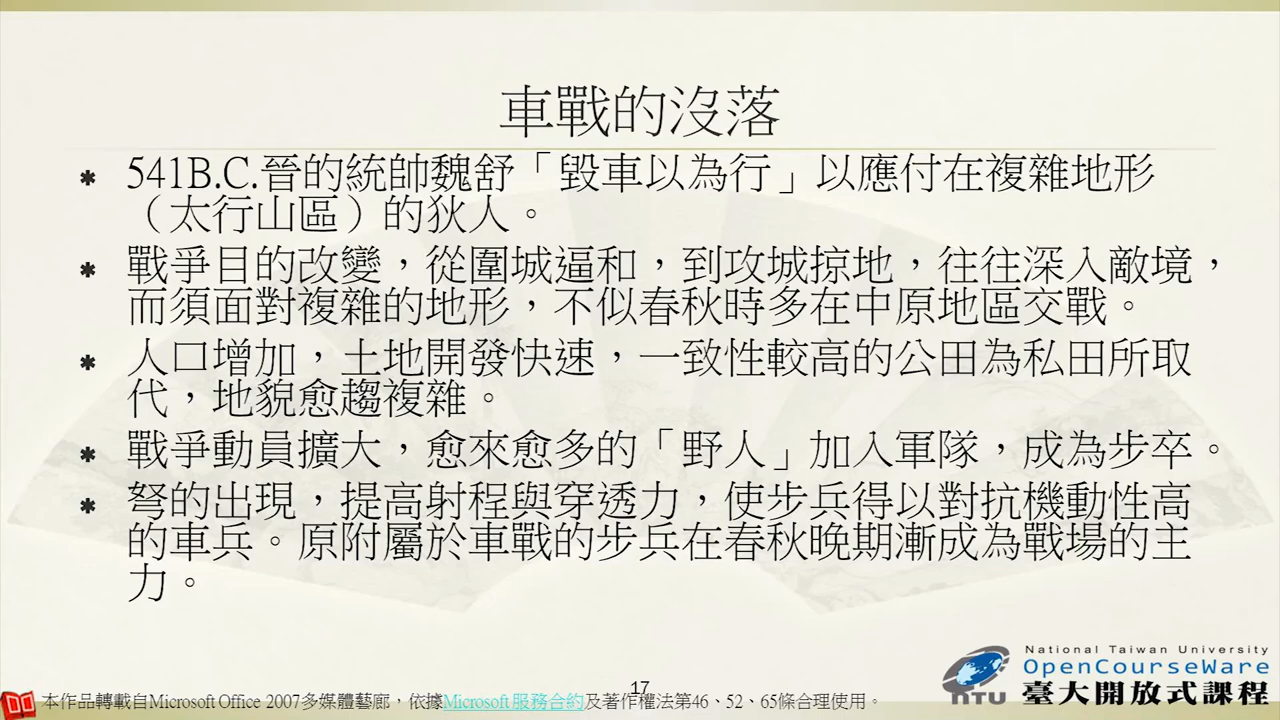 車戰的沒落
541B.C.晉的統帥魏舒「毀車以為行」以應付在複雜地形
（太行山區）的狄人。
戰爭目的改變，從圍城逼和，到攻城掠地，往往深入敵境，
而須面對複雜的地形，不似春秋時多在中原地區交戰。
人口增加，土地開發快速，一致性較高的公田為私田所取
代，地貌愈趨複雜。
戰爭動員擴大，愈來愈多的「野人」加入軍隊，成為步卒。
弩的出現，提高射程與穿透力，使步兵得以對抗機動性高
的車兵。原附屬於車戰的步兵在春秋晚期漸成為戰場的主
力。
17
本作品轉載自Microsoft Office 2007多媒體藝廊，依據Microsoft 服務合約及著作權法第46、52、65條合理使用。
NTU
National Taiwan University
OpenCourseWare
臺大開放式課程